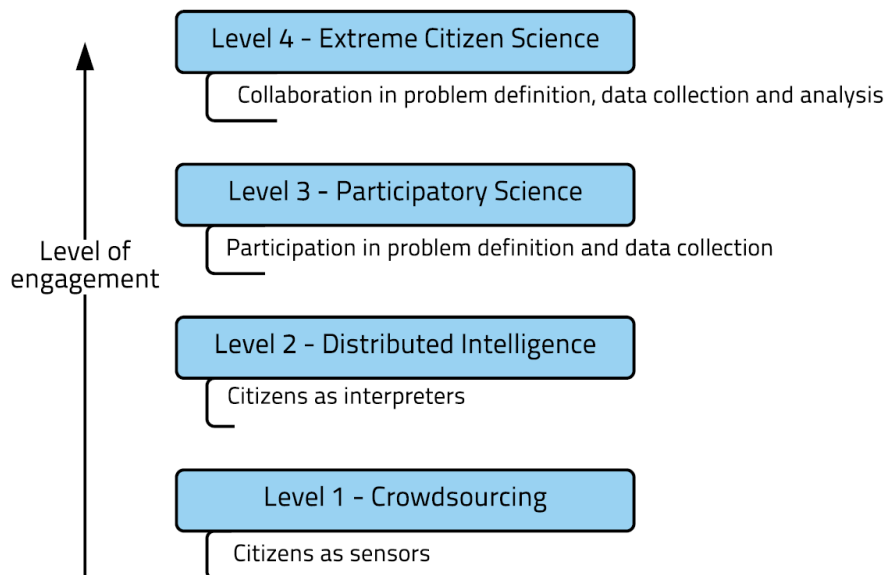 Level 4 - Extreme Citizen Science
Collaboration in problem definition, data collection and analysis
Level 3 - Participatory Science
Participation in problem definition and data collection
Level of
engagement
Level 2 - Distributed Intelligence
Citizens as interpreters
Level 1 - Crowdsourcing
Citizens as sensors